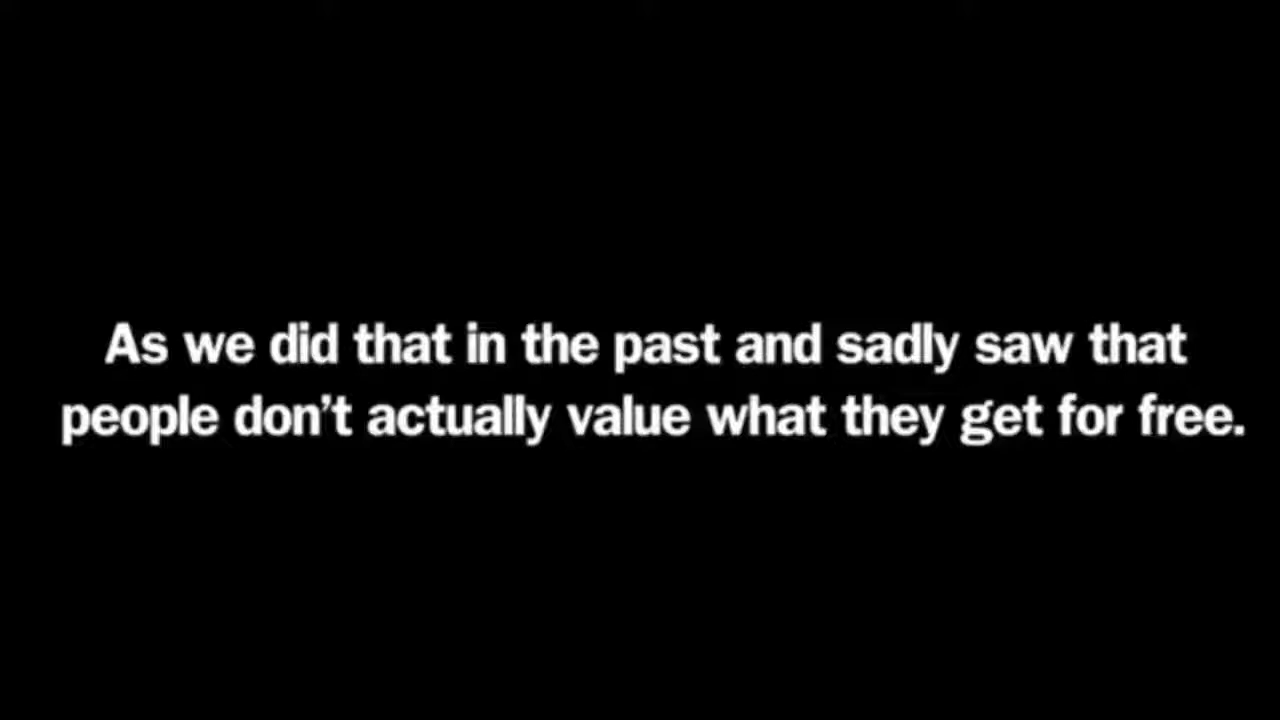 As we did that in the past and sadly saw that
people don’t actually value what they get for free.